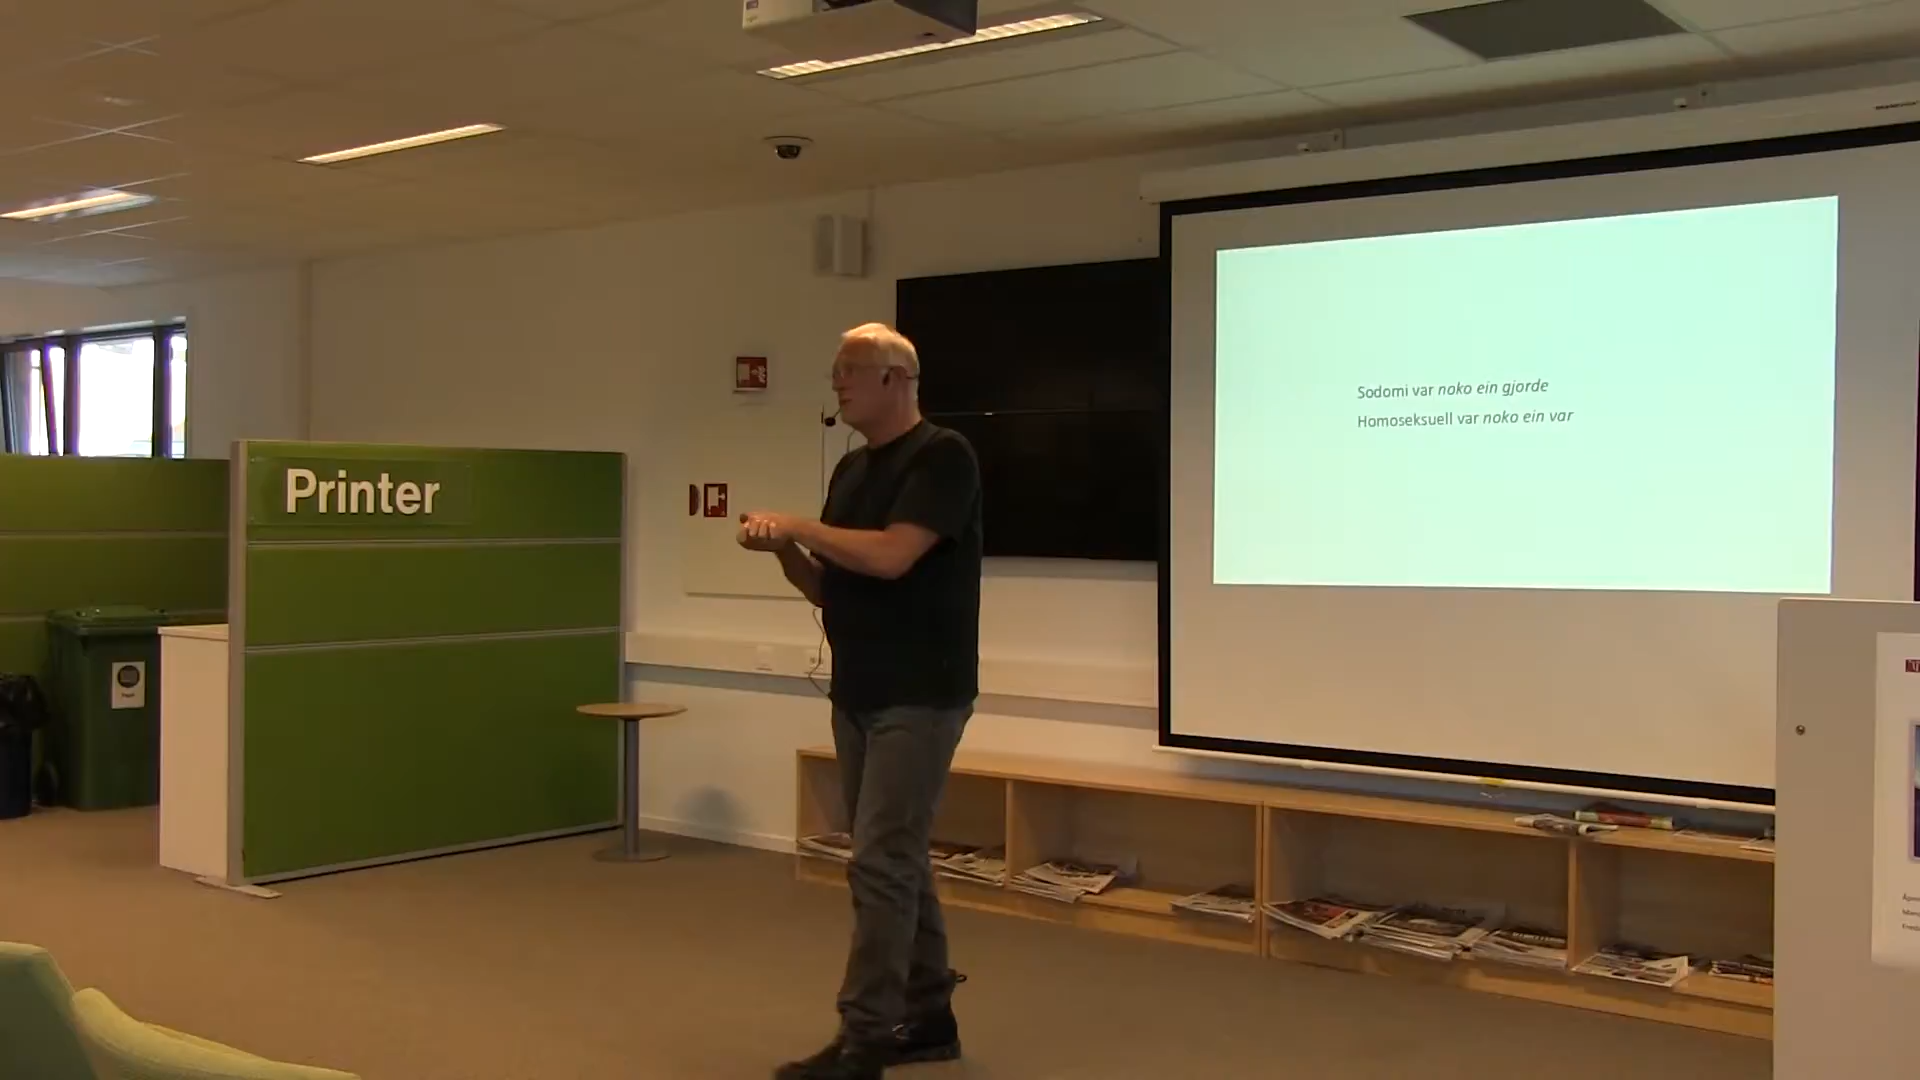 Printer
Sodomi var noko ein gjorde
Homoseksuell var noko ein var